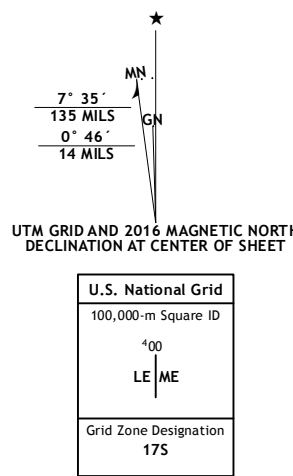 ★
MN
7° 35´
135 MILS
GN
0° 46´
14 MILS
UTM GRID AND 2016 MAGNETIC NORTH
DECLINATION AT CENTER OF SHEET
U.S. National Grid
100,000-m Square ID
⁴00
LE ME
Grid Zone Designation
17S